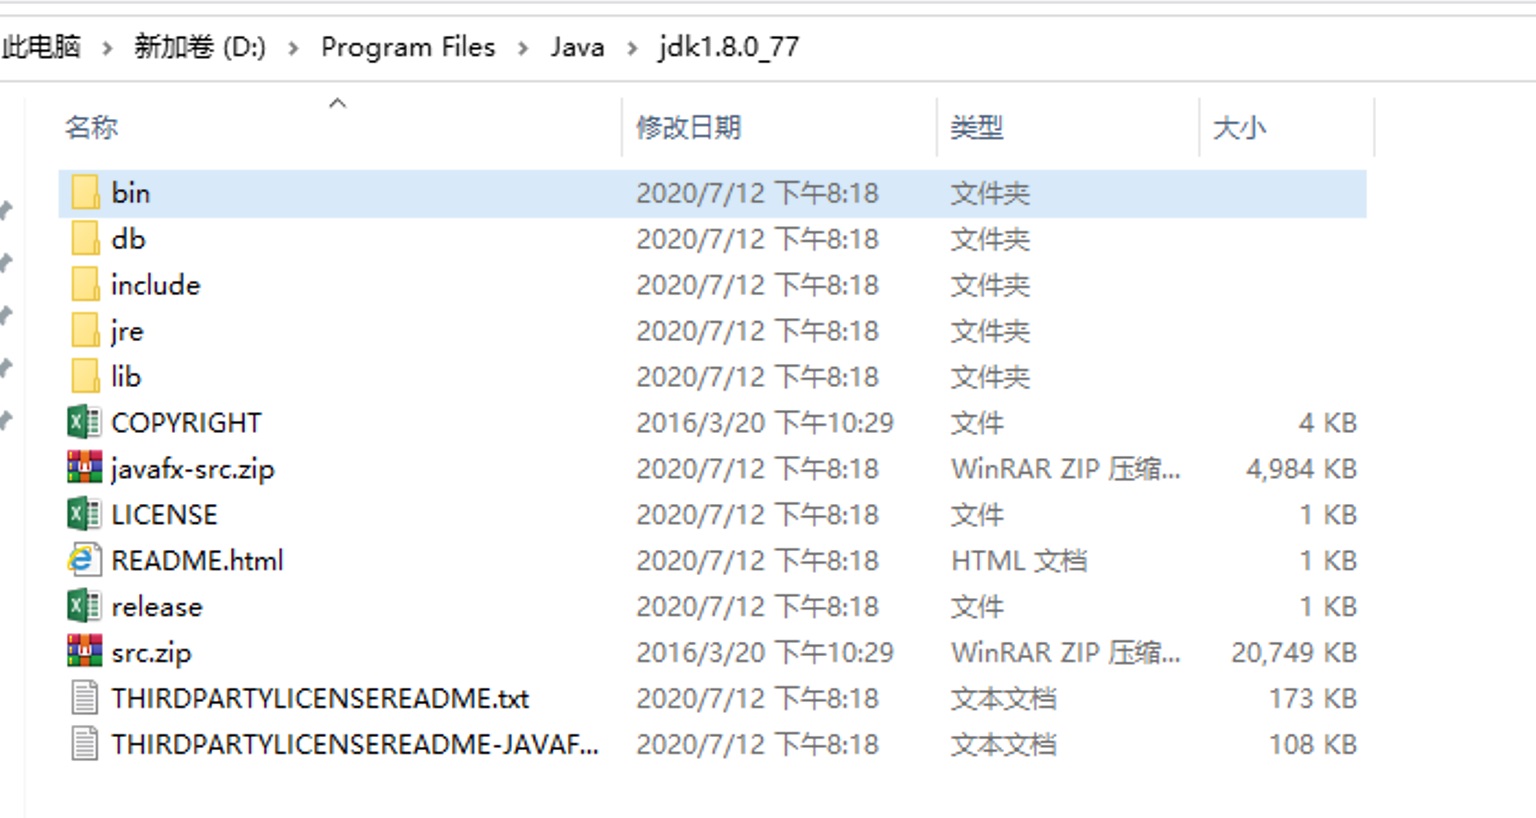 此电脑 > 新加卷 (D:) > Program Files > Java > jdk1.8.0_77
名称 修改日期 类型 大小
bin 2020/7/12 下午8:18 文件夹
db 2020/7/12 下午8:18 文件夹
include 2020/7/12 下午8:18 文件夹
jre 2020/7/12 下午8:18 文件夹
lib 2020/7/12 下午8:18 文件夹
COPYRIGHT 2016/3/20 下午10:29 文件 4 KB
javafx-src.zip 2020/7/12 下午8:18 WinRAR ZIP 压缩... 4,984 KB
LICENSE 2020/7/12 下午8:18 文件 1 KB
README.html 2020/7/12 下午8:18 HTML 文档 1 KB
release 2020/7/12 下午8:18 文件 1 KB
src.zip 2016/3/20 下午10:29 WinRAR ZIP 压缩... 20,749 KB
THIRDPARTYLICENSEREADME.txt 2020/7/12 下午8:18 文本文档 173 KB
THIRDPARTYLICENSEREADME-JAVAF... 2020/7/12 下午8:18 文本文档 108 KB